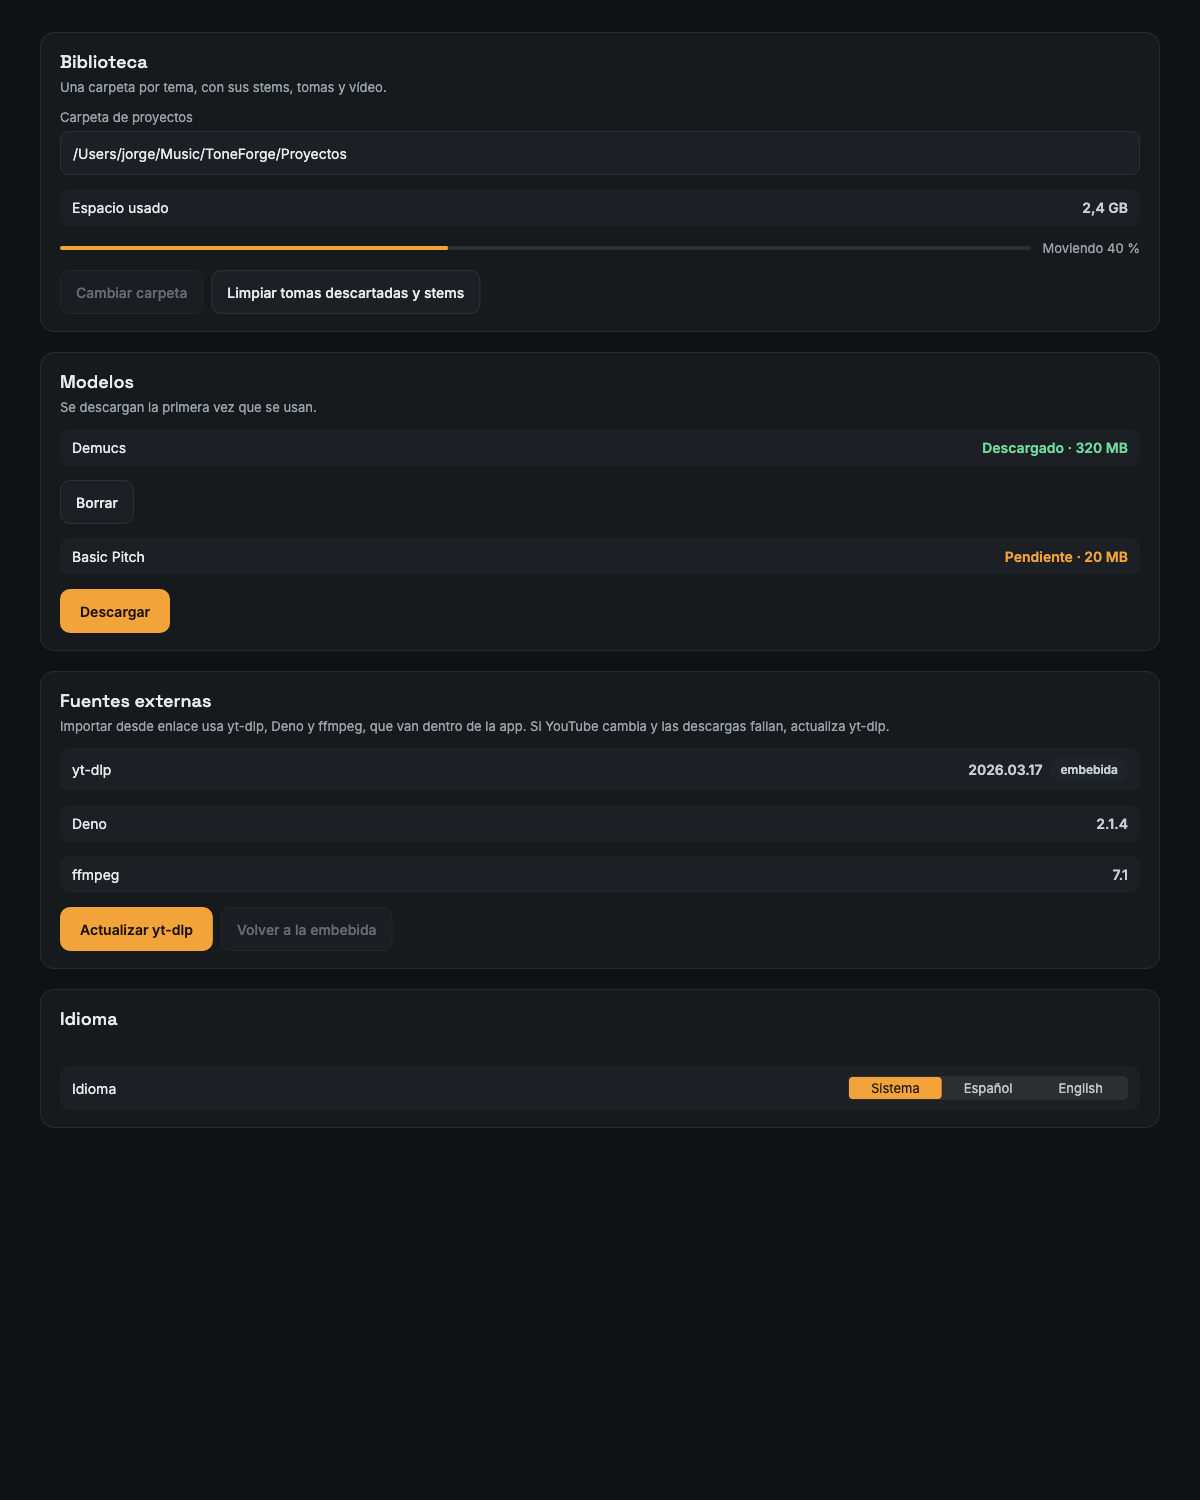 Biblioteca
Una carpeta por tema, con sus stems, tomas y vídeo.
Carpeta de proyectos
/Users/jorge/Music/ToneForge/Proyectos
Espacio usado 2,4 GB
Moviendo 40 %
Cambiar carpeta Limpiar tomas descartadas y stems
Modelos
Se descargan la primera vez que se usan.
Demucs Descargado · 320 MB
Borrar
Basic Pitch Pendiente · 20 MB
Descargar
Fuentes externas
Importar desde enlace usa yt-dlp, Deno y ffmpeg, que van dentro de la app. Si YouTube cambia y las descargas fallan, actualiza yt-dlp.
yt-dlp 2026.03.17 embebida
Deno 2.1.4
ffmpeg 7.1
Actualizar yt-dlp Volver a la embebida
Idioma
Idioma Sistema Español English